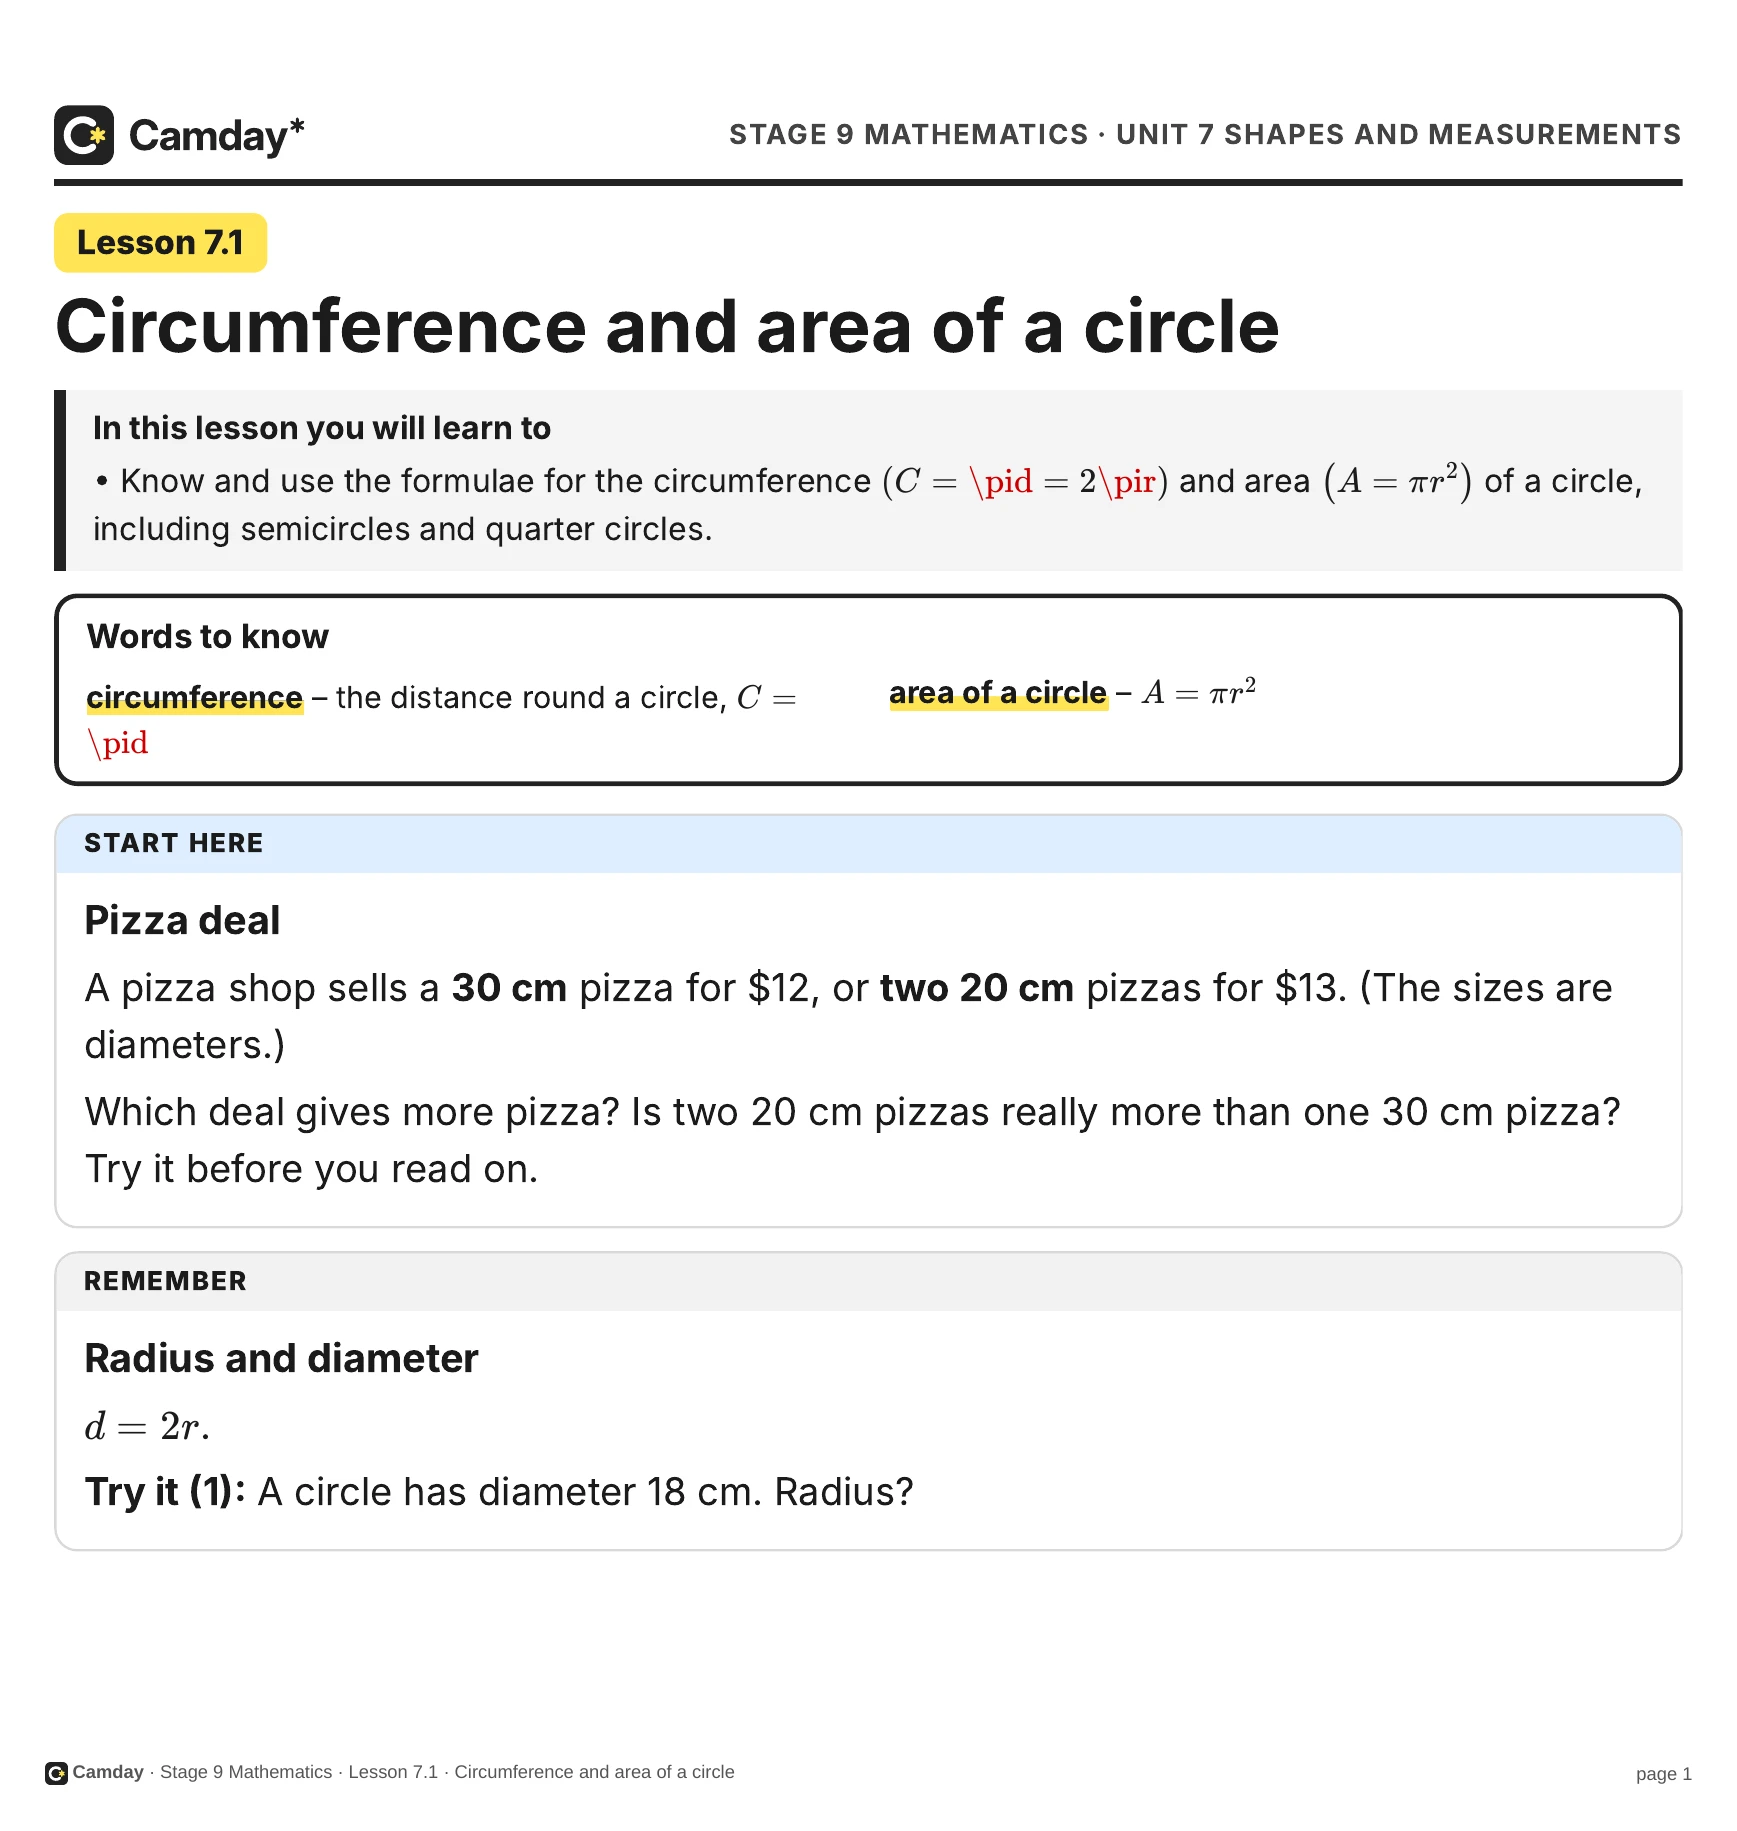 Camday*
STAGE 9 MATHEMATICS · UNIT 7 SHAPES AND MEASUREMENTS
Lesson 7.1
Circumference and area of a circle
In this lesson you will learn to
• Know and use the formulae for the circumference (C = \pid = 2\pir) and area (A = πr²) of a circle,
including semicircles and quarter circles.
Words to know
circumference – the distance round a circle, C =
\pid
area of a circle – A = πr²
START HERE
Pizza deal
A pizza shop sells a 30 cm pizza for $12, or two 20 cm pizzas for $13. (The sizes are
diameters.)
Which deal gives more pizza? Is two 20 cm pizzas really more than one 30 cm pizza?
Try it before you read on.
REMEMBER
Radius and diameter
d = 2r.
Try it (1): A circle has diameter 18 cm. Radius?
Camday · Stage 9 Mathematics · Lesson 7.1 · Circumference and area of a circle
page 1